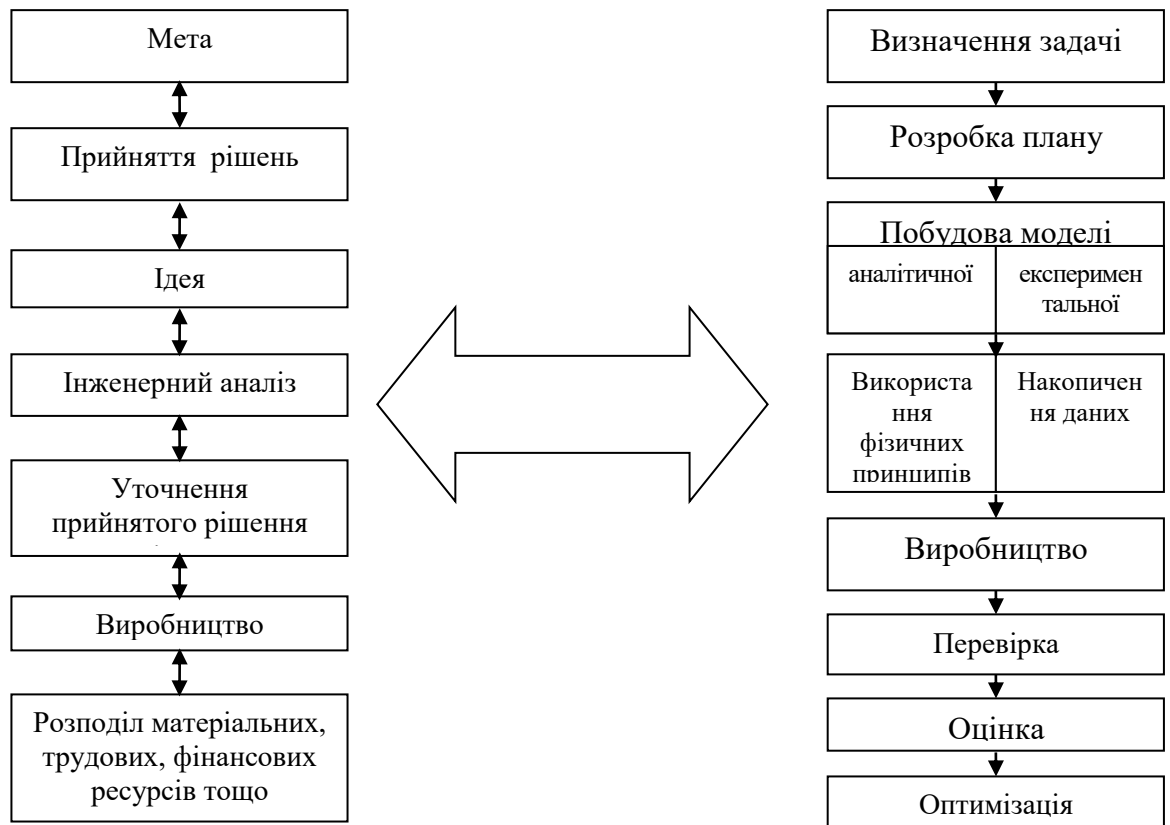 Мета
Прийняття рішень
Ідея
Інженерний аналіз
Уточнення
прийнятого рішення
Виробництво
Розподіл матеріальних,
трудових, фінансових
ресурсів тощо
Визначення задачі
Розробка плану
Побудова моделі
аналітичної
експеримен
тальної
Використа
ння
фізичних
принципів
Накопичен
ня даних
Виробництво
Перевірка
Оцінка
Оптимізація